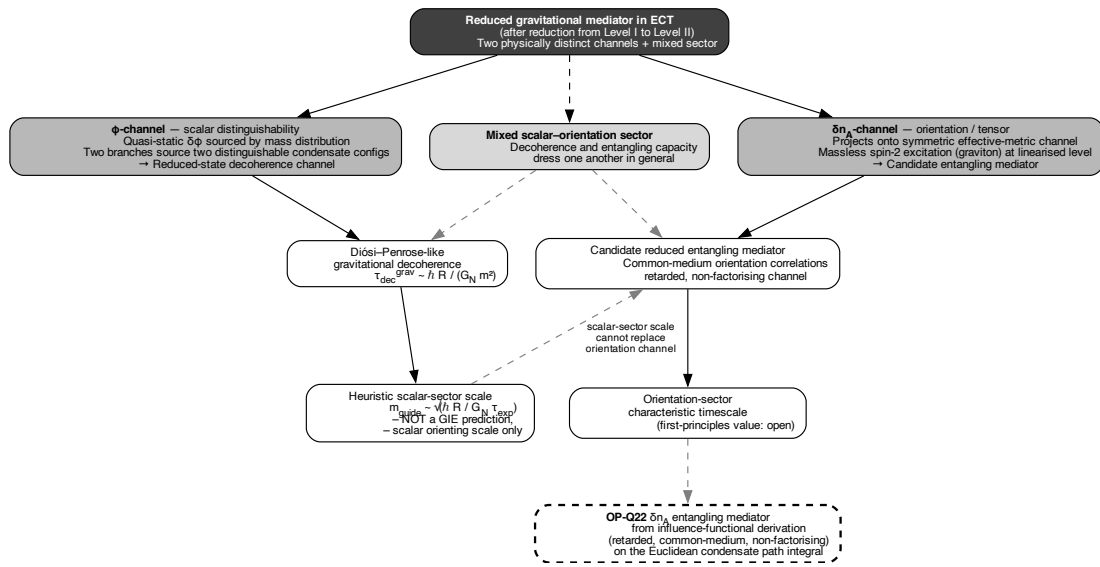 Reduced gravitational mediator in ECT
(after reduction from Level I to Level II)
Two physically distinct channels + mixed sector
ϕ-channel — scalar distinguishability
Quasi-static δϕ sourced by mass distribution
Two branches source two distinguishable condensate configs
→ Reduced-state decoherence channel
Mixed scalar–orientation sector
Decoherence and entangling capacity
dress one another in general
δn_A-channel — orientation / tensor
Projects onto symmetric effective-metric channel
Massless spin-2 excitation (graviton) at linearised level
→ Candidate entangling mediator
Diósi–Penrose-like
gravitational decoherence
τ_dec^grav ~ ℏ R / (G_N m²)
Candidate reduced entangling mediator
Common-medium orientation correlations
retarded, non-factorising channel
scalar-sector scale
cannot replace
orientation channel
Heuristic scalar-sector scale
m_guide ~ √(ℏ R / G_N τ_exp)
– NOT a GIE prediction,
– scalar orienting scale only
Orientation-sector
characteristic timescale
(first-principles value: open)
OP-Q22 δn_A entangling mediator
from influence-functional derivation
(retarded, common-medium, non-factorising)
on the Euclidean condensate path integral